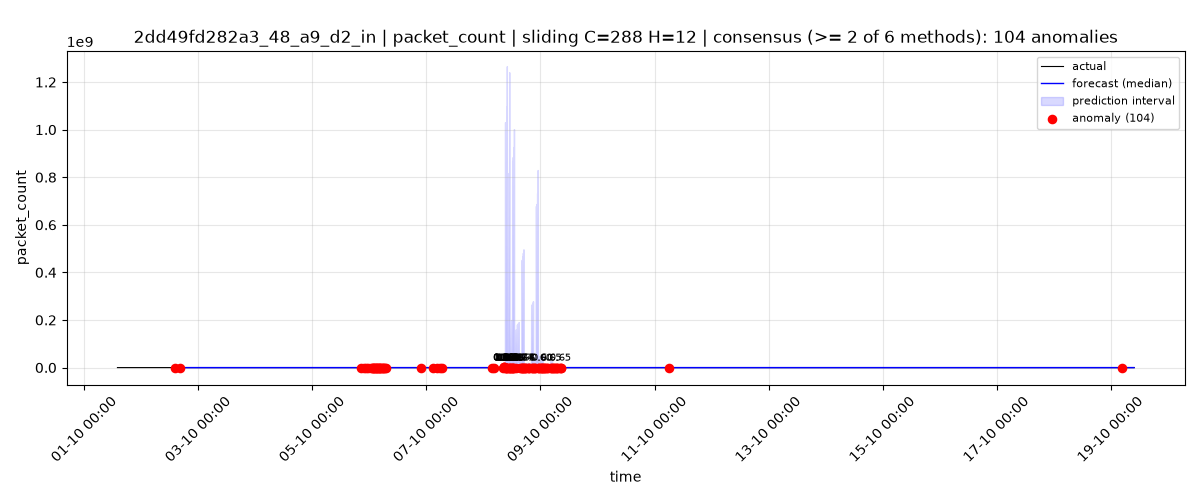 2dd49fd282a3_48_a9_d2_in | packet_count | sliding C=288 H=12 | consensus (>= 2 of 6 methods): 104 anomalies
1e9
actual
forecast (median)
prediction interval
anomaly (104)
packet_count
1.2
1.0
0.8
0.6
0.4
0.2
0.0
01-10 00:00
03-10 00:00
05-10 00:00
07-10 00:00
09-10 00:00
11-10 00:00
13-10 00:00
15-10 00:00
17-10 00:00
19-10 00:00
time